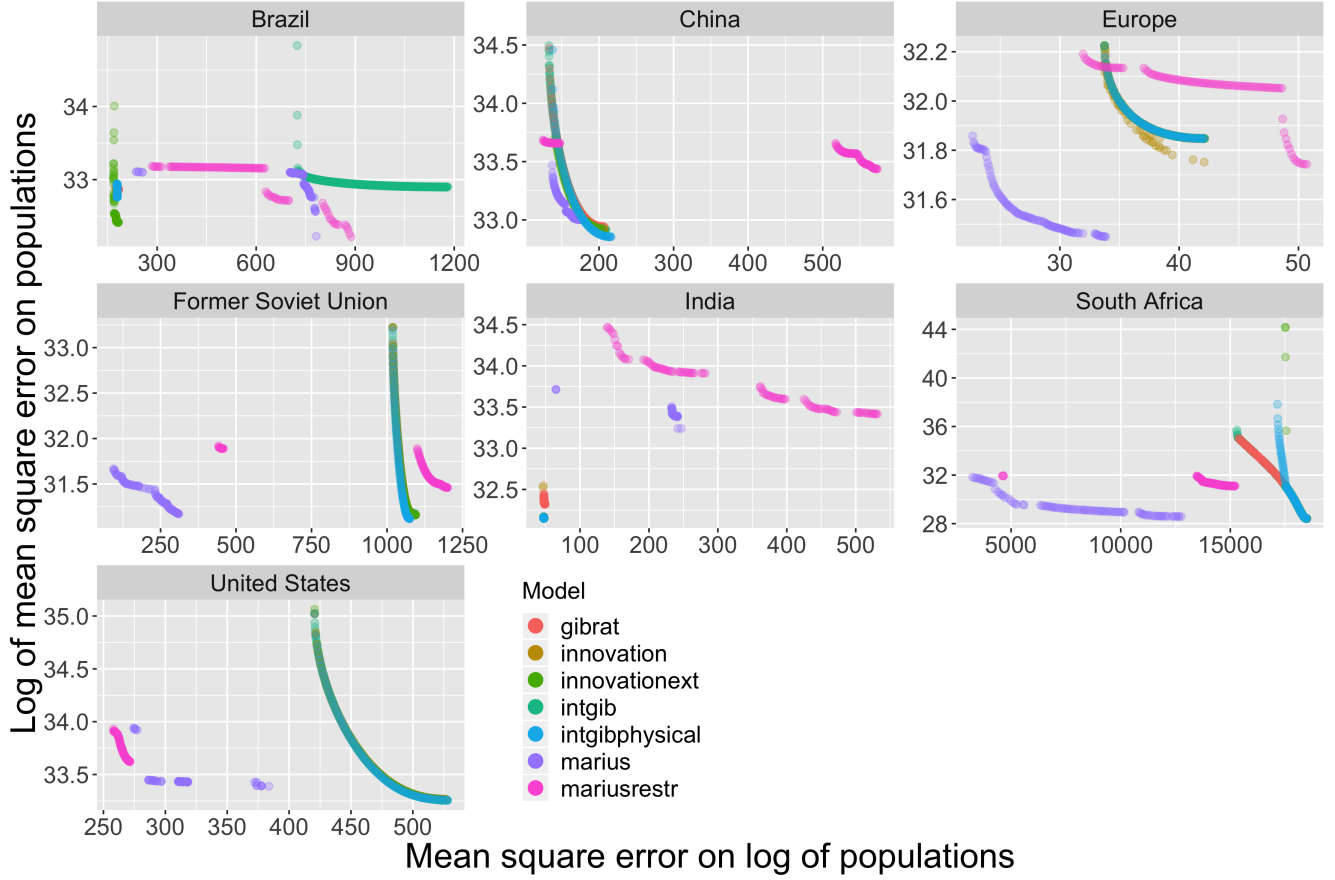 Brazil
China
Europe
34
33
300 600 900 1200
34.5
34.0
33.5
33.0
200 300 400 500
32.2
32.0
31.8
31.6
30 40 50
Former Soviet Union
India
South Africa
33.0
32.5
32.0
31.5
250 500 750 1000 1250
34.5
34.0
33.5
33.0
32.5
100 200 300 400 500
44
40
36
32
28
5000 10000 15000
United States
35.0
34.5
34.0
33.5
250 300 350 400 450 500
Model
gibrat
innovation
innovationext
intgib
intgibphysical
marius
mariusrestr
Log of mean square error on populations
Mean square error on log of populations